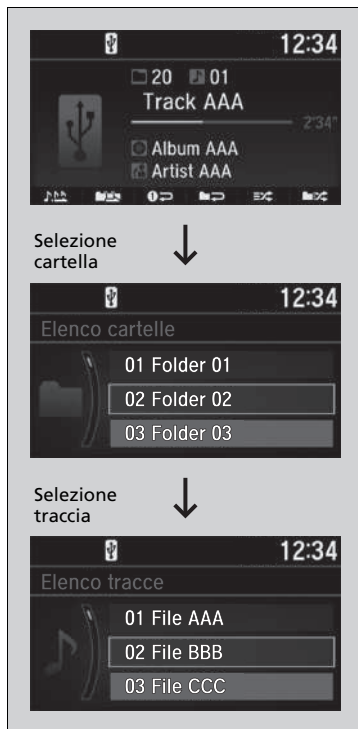 12:34
20 01
Track AAA
2'34"
Album AAA
Artist AAA
Selezione
cartella
12:34
Elenco cartelle
01 Folder 01
02 Folder 02
03 Folder 03
Selezione
traccia
12:34
Elenco tracce
01 File AAA
02 File BBB
03 File CCC